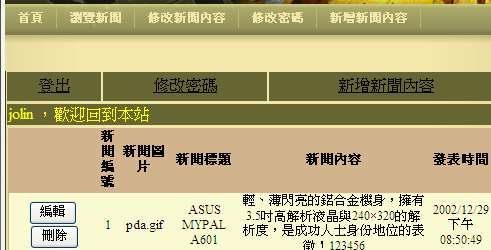 首頁 瀏覽新聞 修改新聞內容 修改密碼 新增新聞內容
登出 修改密碼 新增新聞內容
jolin ，歡迎回到本站
新聞編號 新聞圖片 新聞標題 新聞內容 發表時間
編輯
刪除
1
pda.gif
ASUS
MYPAL
A601
輕、薄閃亮的鋁合金機身，擁有
3.5吋高解析液晶與240×320的解
析度，是成功人士身份地位的表
徵！123456
2002/12/29
下午
08:50:49